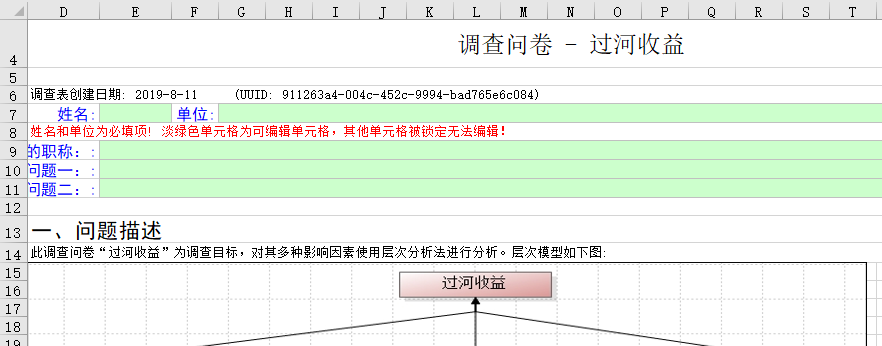 D E F G H I J K L M N O P Q R S T
4 调查问卷 - 过河收益
5
6 调查表创建日期: 2019-8-11 (UUID: 911263a4-004c-452c-9994-bad765e6c084)
7 姓名: 单位:
8 姓名和单位为必填项! 淡绿色单元格为可编辑单元格，其他单元格被锁定无法编辑!
9 的职称: :
10 问题一: :
11 问题二: :
12
13 一、问题描述
14 此调查问卷“过河收益”为调查目标，对其多种影响因素使用层次分析法进行分析。层次模型如下图:
15
16 过河收益
17
18
19